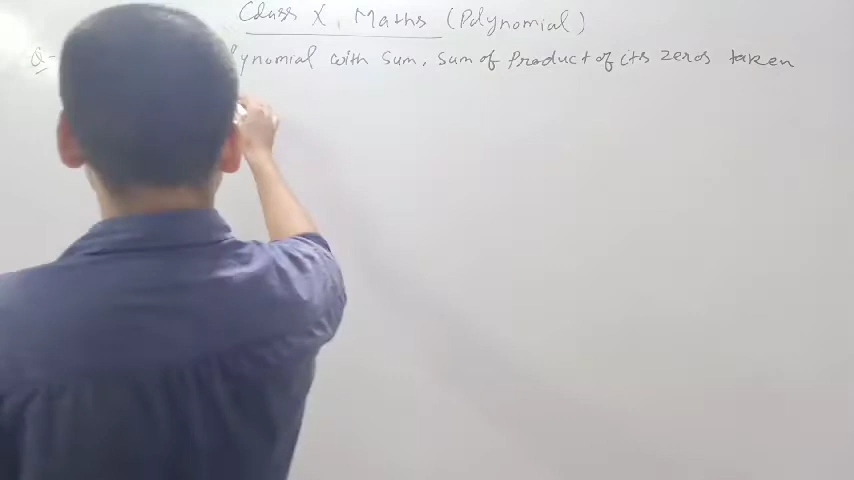 Class X, Maths (Polynomial)
Q- lynomial with sum, sum of product of its zeros taken